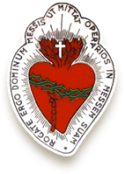 ROGATE ERGO DOMINUM MESSIS UT MITTAT OPERARIOS IN MESSEM SUAM